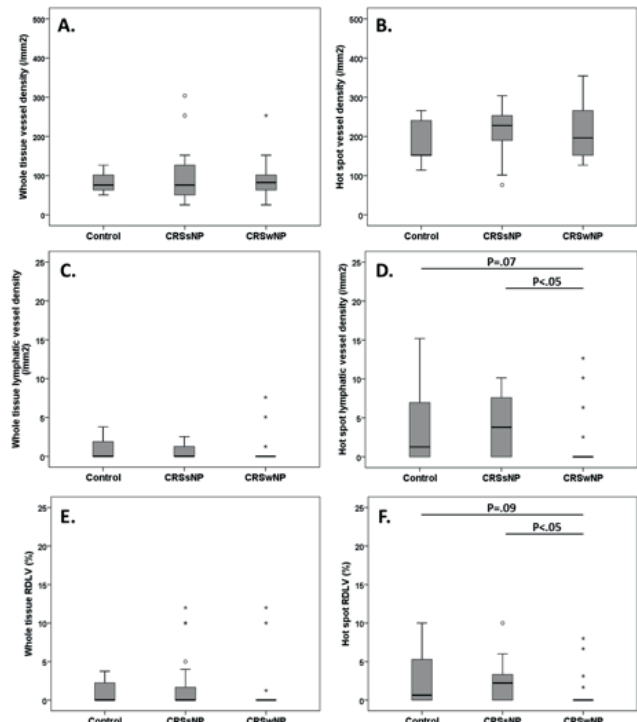 A.
Whole tissue vessel density (/mm2)
500
400
300
200
100
0
Control
CRSsNP
CRSwNP
B.
Hot spot vessel density (/mm2)
500
400
300
200
100
0
Control
CRSsNP
CRSwNP
C.
Whole tissue lymphatic vessel density
(/mm2)
25
20
15
10
5
0
Control
CRSsNP
CRSwNP
D.
P=.07
P<.05
Hot spot lymphatic vessel density (/mm2)
25
20
15
10
5
0
Control
CRSsNP
CRSwNP
E.
Whole tissue RDLV (%)
25
20
15
10
5
0
Control
CRSsNP
CRSwNP
F.
P=.09
P<.05
Hot spot RDLV (%)
25
20
15
10
5
0
Control
CRSsNP
CRSwNP